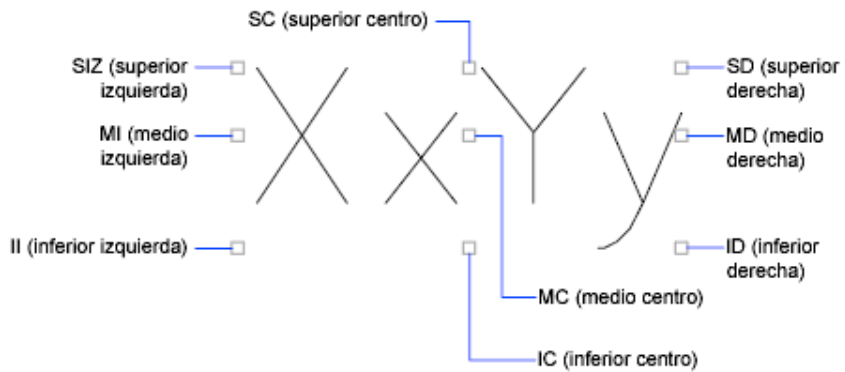 SC (superior centro)
SIZ (superior
izquierda)
SD (superior
derecha)
X x Y y
MI (medio
izquierda)
MD (medio
derecha)
II (inferior izquierda)
ID (inferior
derecha)
MC (medio centro)
IC (inferior centro)